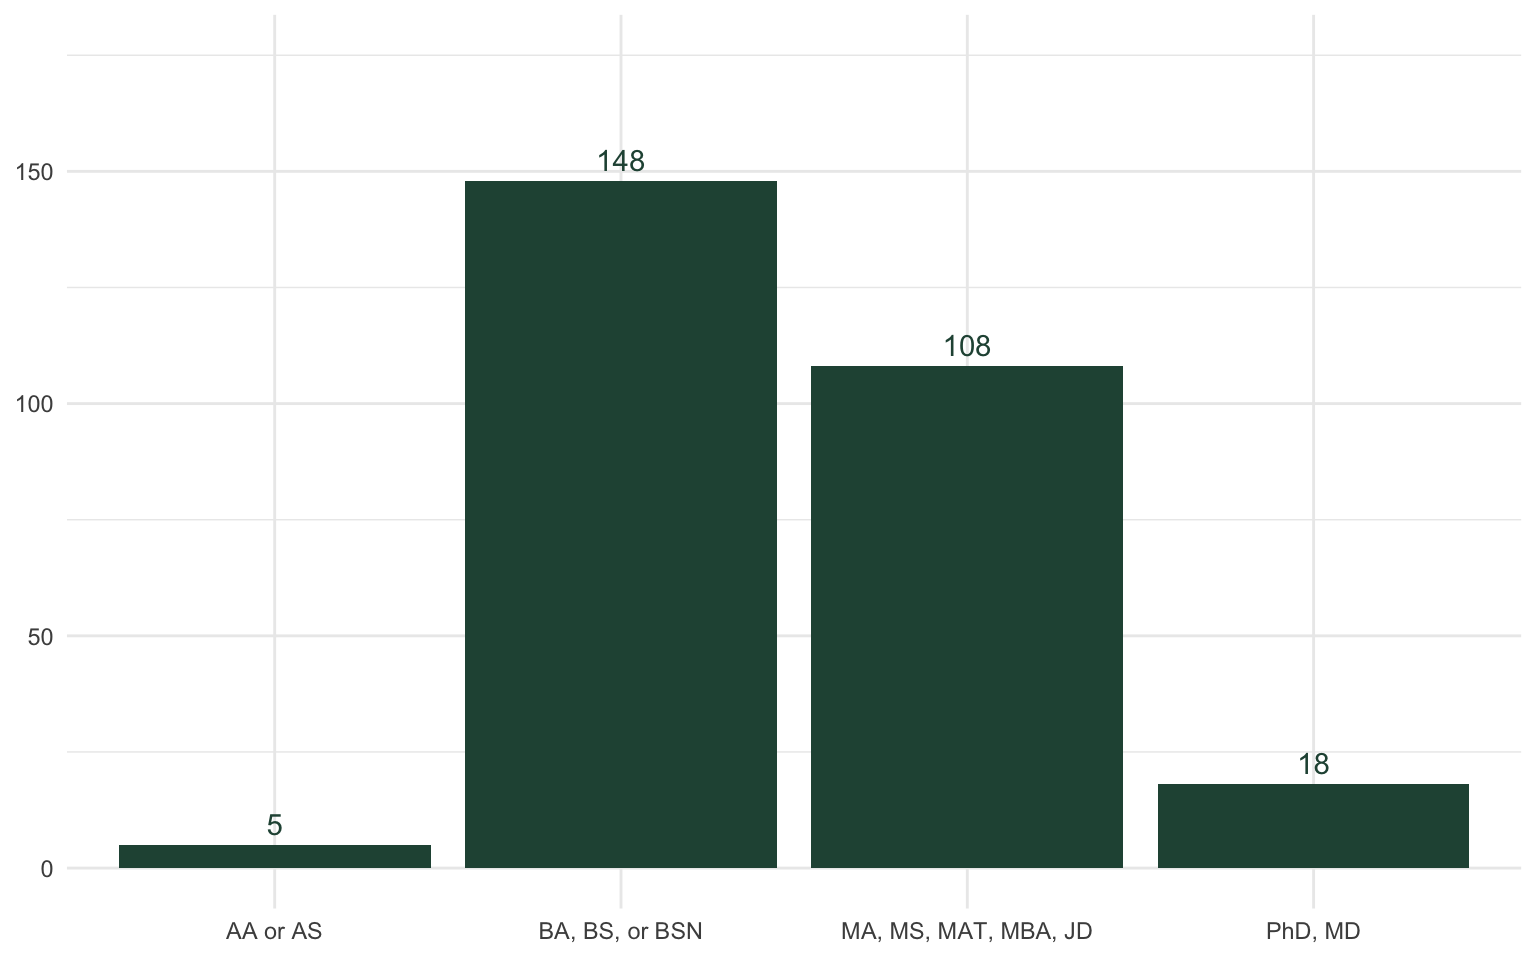 148
150
108
100
50
18
5
0
AA or AS
BA, BS, or BSN
MA, MS, MAT, MBA, JD
PhD, MD